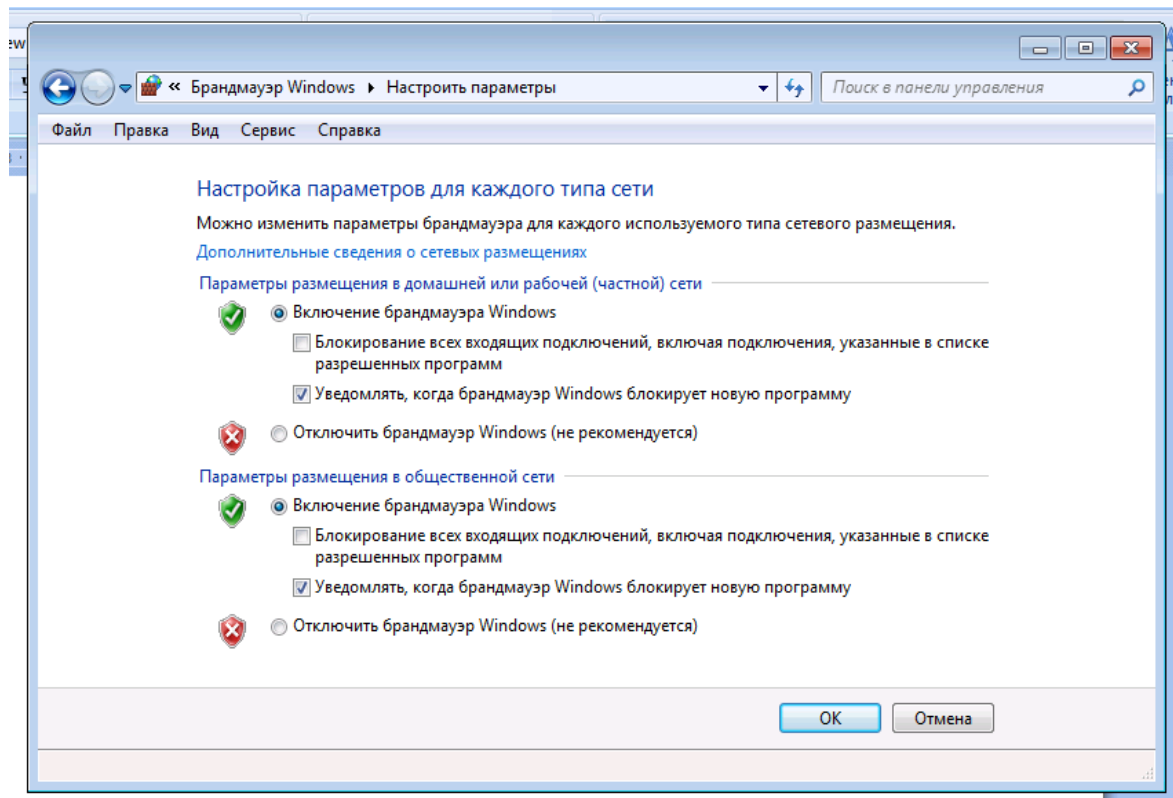 ew
« Брандмауэр Windows ▸ Настроить параметры
Поиск в панели управления
Файл Правка Вид Сервис Справка
Настройка параметров для каждого типа сети
Можно изменить параметры брандмауэра для каждого используемого типа сетевого размещения.
Дополнительные сведения о сетевых размещениях
Параметры размещения в домашней или рабочей (частной) сети
Включение брандмауэра Windows
Блокирование всех входящих подключений, включая подключения, указанные в списке
разрешенных программ
Уведомлять, когда брандмауэр Windows блокирует новую программу
Отключить брандмауэр Windows (не рекомендуется)
Параметры размещения в общественной сети
Включение брандмауэра Windows
Блокирование всех входящих подключений, включая подключения, указанные в списке
разрешенных программ
Уведомлять, когда брандмауэр Windows блокирует новую программу
Отключить брандмауэр Windows (не рекомендуется)
OK Отмена